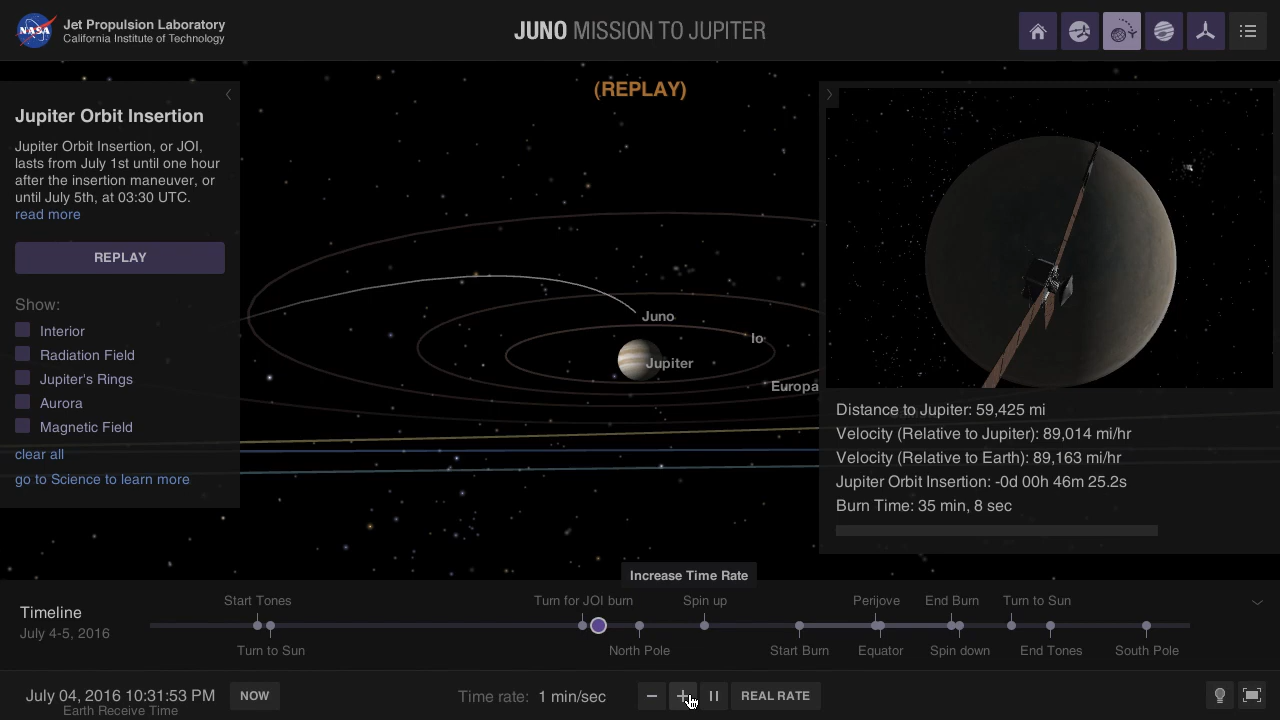 NASA
Jet Propulsion Laboratory
California Institute of Technology
JUNO MISSION TO JUPITER
(REPLAY)
Jupiter Orbit Insertion
Jupiter Orbit Insertion, or JOI,
lasts from July 1st until one hour
after the insertion maneuver, or
until July 5th, at 03:30 UTC.
read more
REPLAY
Show:
Interior
Radiation Field
Jupiter's Rings
Aurora
Magnetic Field
clear all
go to Science to learn more
Juno
Io
Jupiter
Europa
Distance to Jupiter: 59,425 mi
Velocity (Relative to Jupiter): 89,014 mi/hr
Velocity (Relative to Earth): 89,163 mi/hr
Jupiter Orbit Insertion: -0d 00h 46m 25.2s
Burn Time: 35 min, 8 sec
Increase Time Rate
Timeline
July 4-5, 2016
Start Tones
Turn for JOI burn
Spin up
Perijove
End Burn
Turn to Sun
Turn to Sun
North Pole
Start Burn
Equator
Spin down
End Tones
South Pole
July 04, 2016 10:31:53 PM
Earth Receive Time
NOW
Time rate: 1 min/sec
REAL RATE